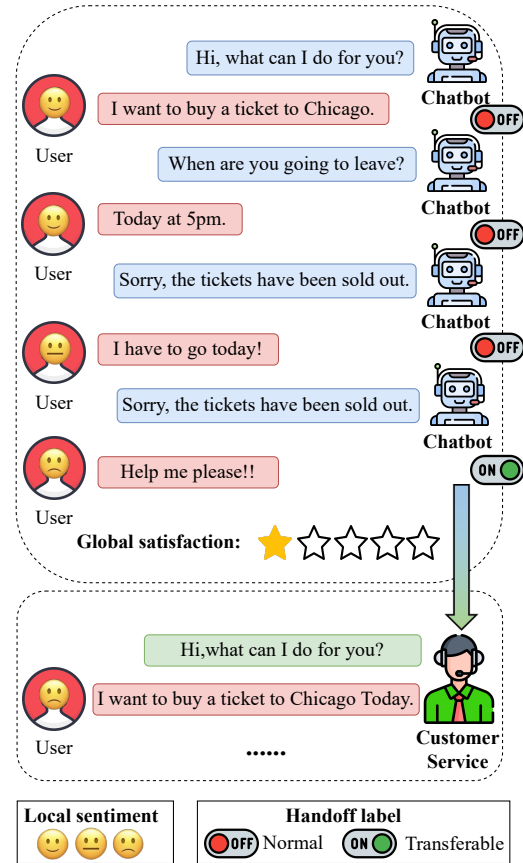 Hi, what can I do for you?
Chatbot
I want to buy a ticket to Chicago.
OFF
User
When are you going to leave?
Chatbot
Today at 5pm.
OFF
User
Sorry, the tickets have been sold out.
Chatbot
I have to go today!
OFF
User
Sorry, the tickets have been sold out.
Chatbot
Help me please!!
ON
User
Global satisfaction:
Hi,what can I do for you?
I want to buy a ticket to Chicago Today.
User
Customer
Service
......
Local sentiment
Handoff label
OFF Normal
ON Transferable